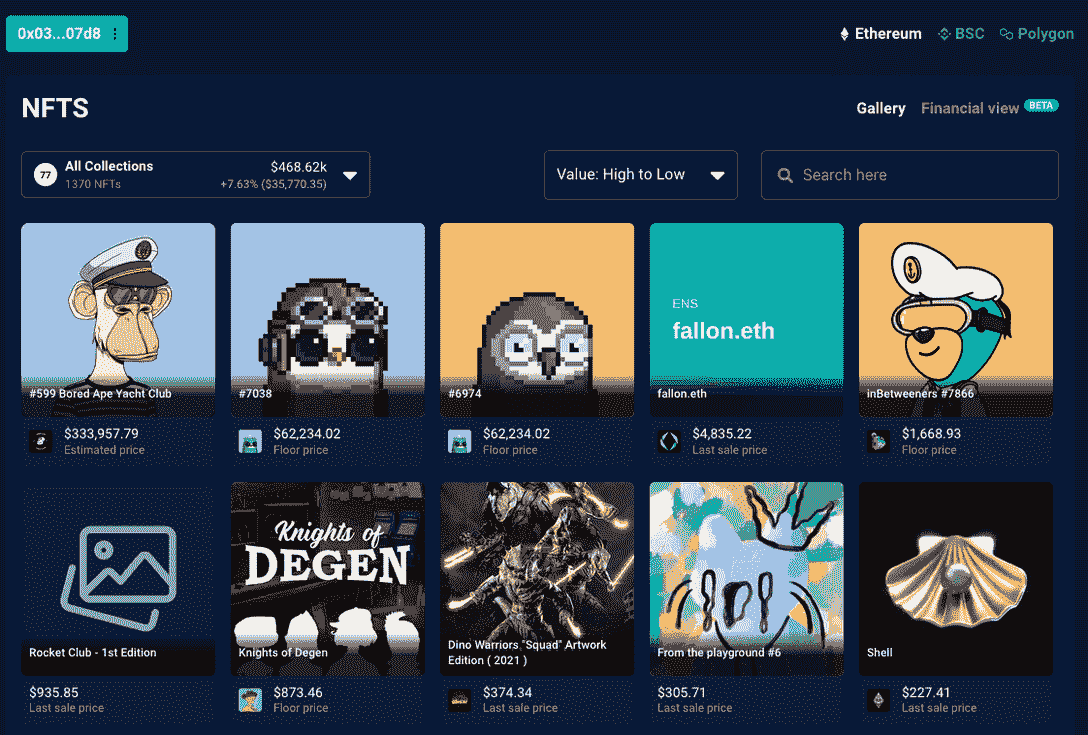 0x03...07d8
Ethereum BSC Polygon
NFTS
Gallery Financial view BETA
77 All Collections $468.62k
1370 NFTs +7.63% ($35,770.35)
Value: High to Low
Search here
ENS
fallon.eth
#599 Bored Ape Yacht Club
#7038
#6974
fallon.eth
inBetweeners #7866
$333,957.79
Estimated price
$62,234.02
Floor price
$62,234.02
Floor price
$4,835.22
Last sale price
$1,668.93
Floor price
Knights of
DEGEN
Rocket Club - 1st Edition
Knights of Degen
Dino Warriors "Squad" Artwork
Edition ( 2021 )
From the playground #6
Shell
$935.85
Last sale price
$873.46
Floor price
$374.34
Last sale price
$305.71
Last sale price
$227.41
Last sale price